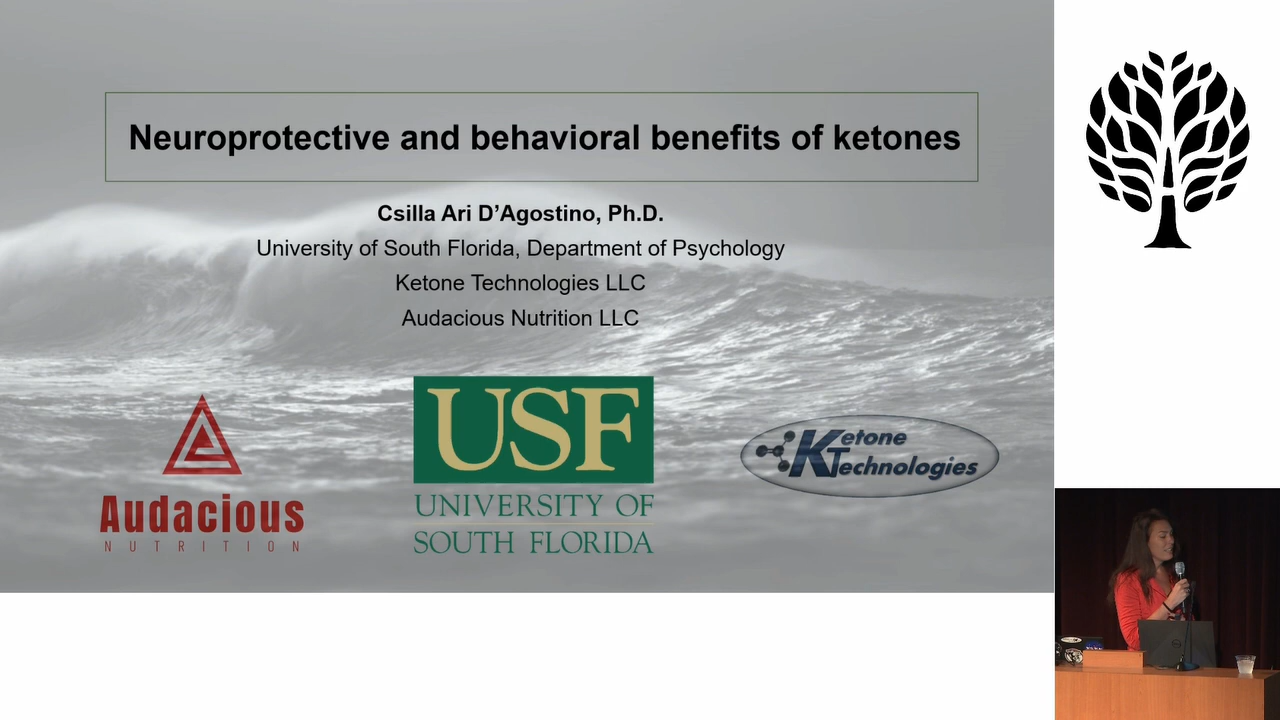 Neuroprotective and behavioral benefits of ketones
Csilla Ari D’Agostino, Ph.D.
University of South Florida, Department of Psychology
Ketone Technologies LLC
Audacious Nutrition LLC
Audacious
NUTRITION
USF
UNIVERSITY OF
SOUTH FLORIDA
Ketone
Technologies